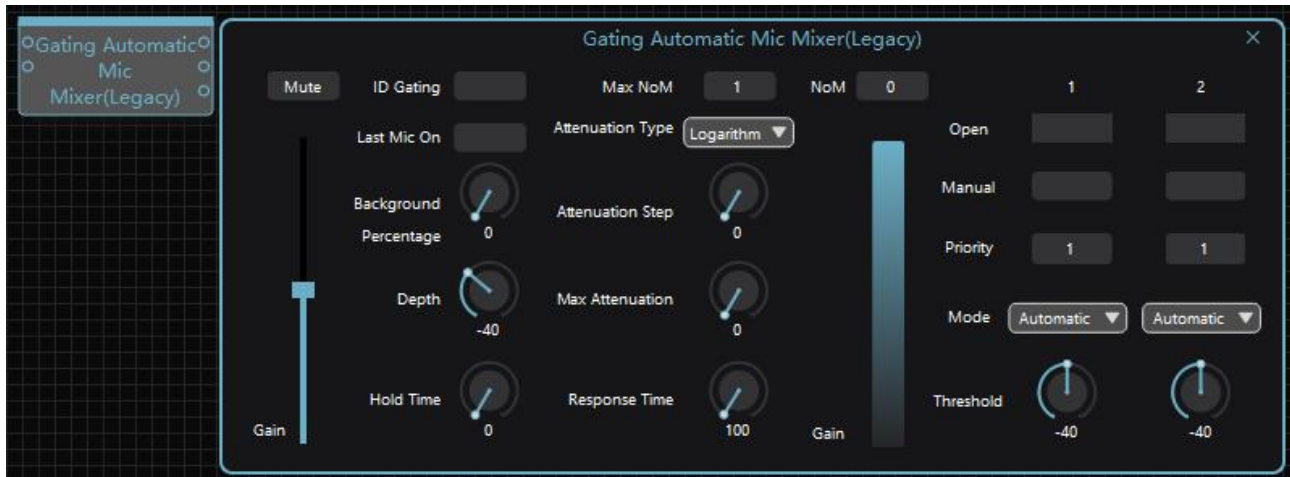 Gating Automatic
Mic
Mixer(Legacy)
Gating Automatic Mic Mixer(Legacy)
Mute ID Gating Max NoM 1 NoM 0 1 2
Last Mic On Attenuation Type Logarithm Open
Manual
Background
Percentage 0 Attenuation Step 0
Priority 1 1
Depth -40 Max Attenuation 0
Mode Automatic Automatic
Hold Time 0 Response Time 100 Threshold -40 -40
Gain Gain